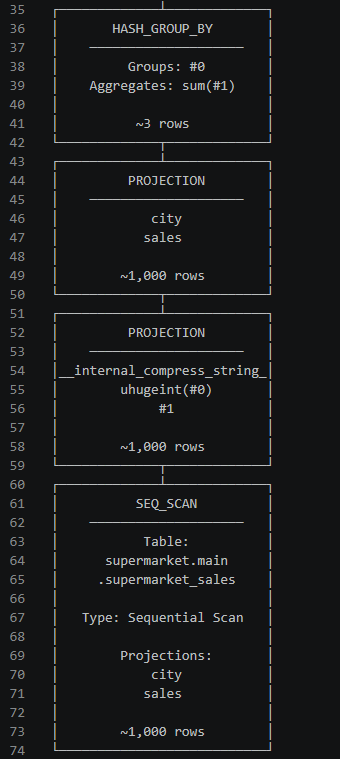 35
36 HASH_GROUP_BY
37
38 Groups: #0
39 Aggregates: sum(#1)
40
41 ~3 rows
42
43
44 PROJECTION
45
46 city
47 sales
48
49 ~1,000 rows
50
51
52 PROJECTION
53
54 __internal_compress_string_
55 uhugeint(#0)
56 #1
57
58 ~1,000 rows
59
60
61 SEQ_SCAN
62
63 Table:
64 supermarket.main
65 .supermarket_sales
66
67 Type: Sequential Scan
68
69 Projections:
70 city
71 sales
72
73 ~1,000 rows
74